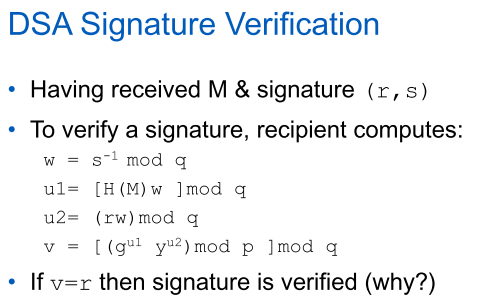 DSA Signature Verification
• Having received M & signature (r,s)
• To verify a signature, recipient computes:
w = s⁻¹ mod q
u1= [H(M)w ]mod q
u2= (rw)mod q
v = [(gᵘ¹ yᵘ²)mod p ]mod q
• If v=r then signature is verified (why?)